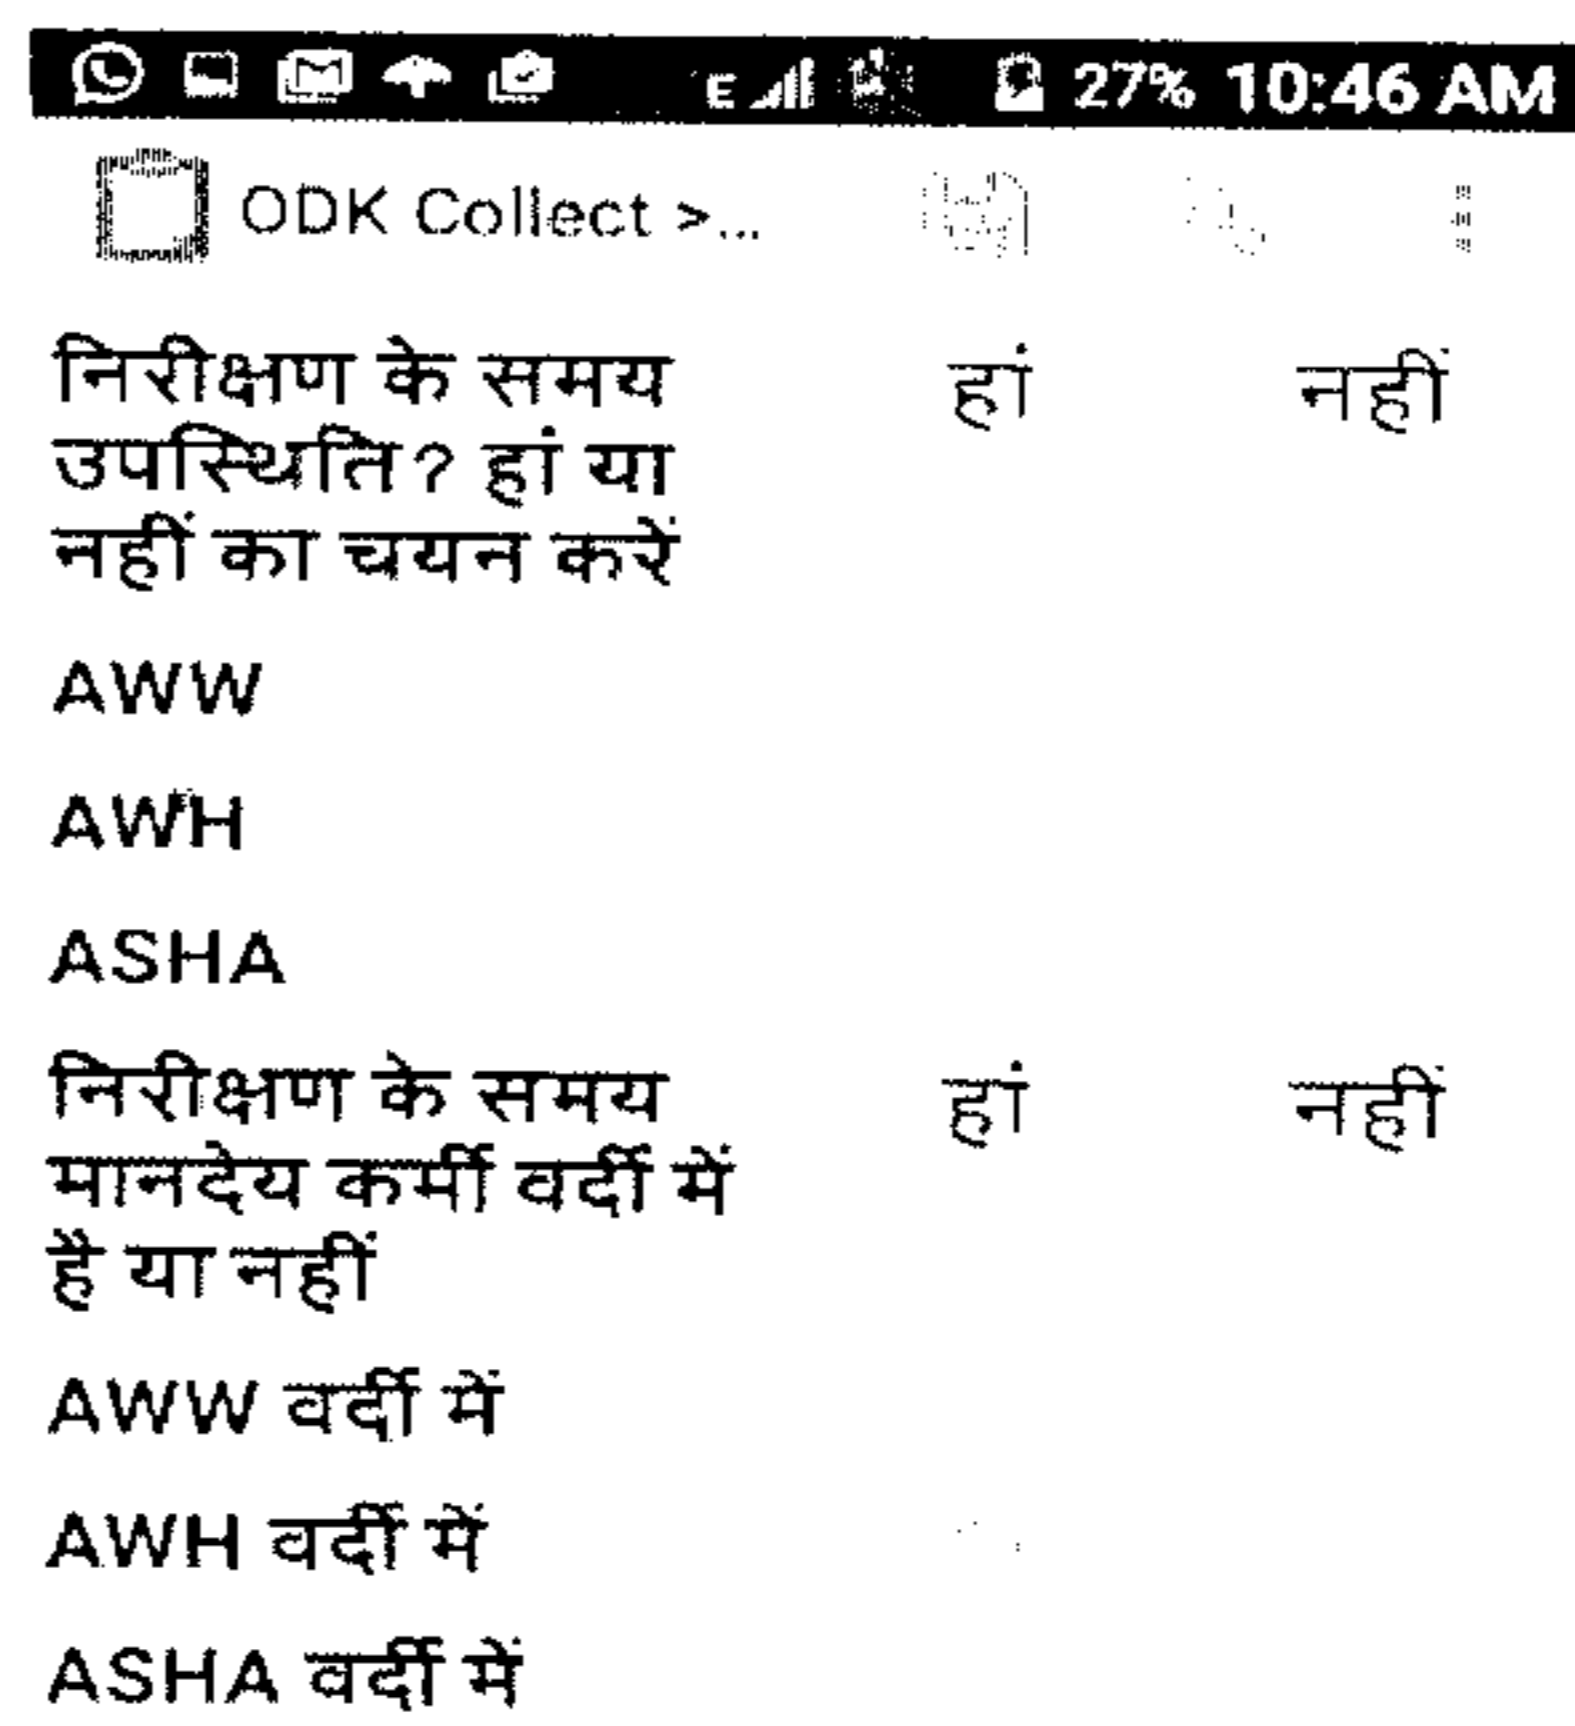 E 27% 10:46 AM
ODK Collect >...
निरीक्षण के समय हां नहीं
उपस्थिति? हां या
नहीं का चयन करें
AWW
AWH
ASHA
निरीक्षण के समय हां नहीं
मानदेय कर्मी वर्दी में
है या नहीं
AWW वर्दी में
AWH वर्दी में
ASHA वर्दी में